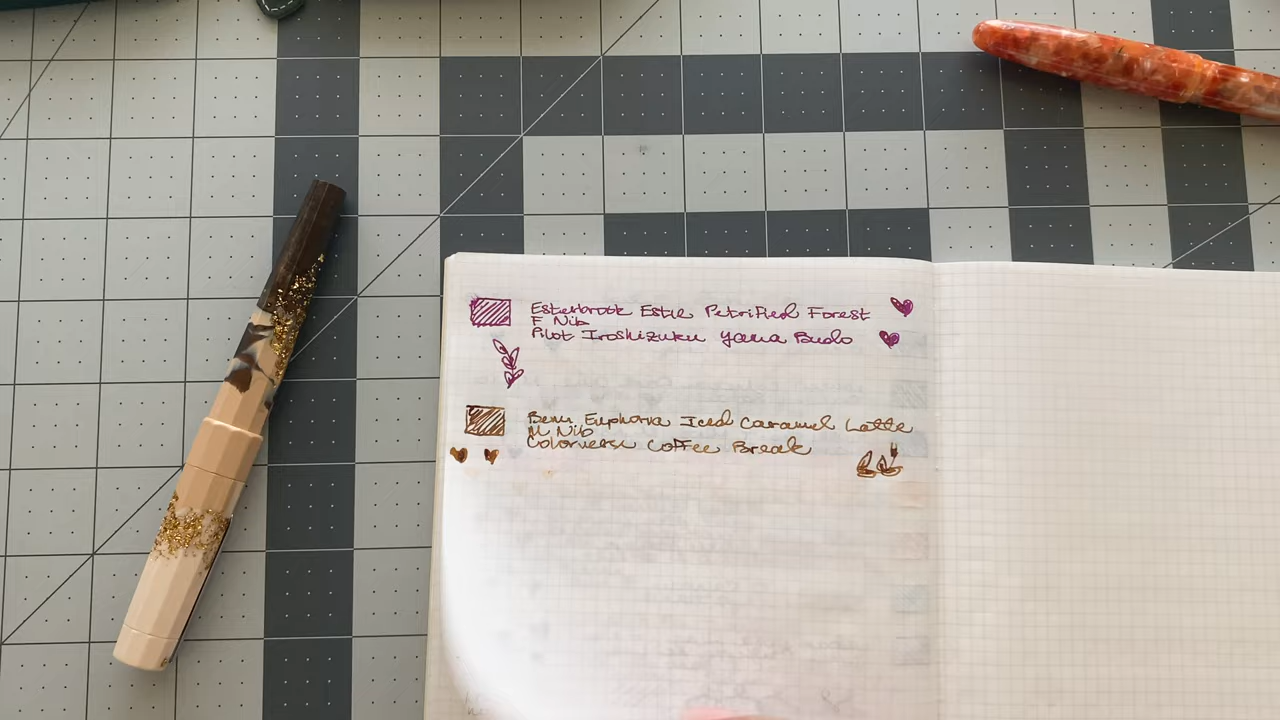 Esterbrook Estie Petrified Forest
F Nib
Pilot Iroshizuku Yama Budo
Benu Euphoria Iced Caramel Latte
M Nib
Colorverse Coffee Break